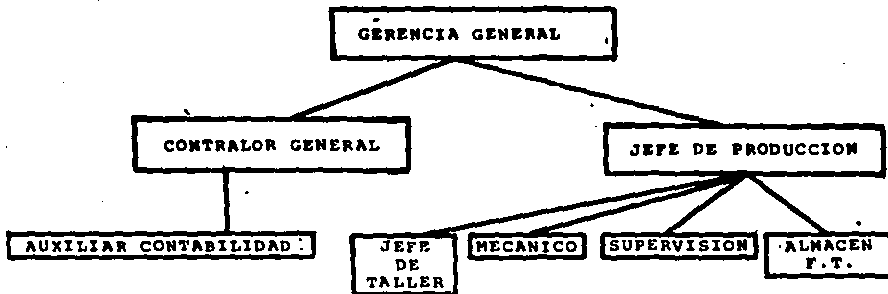 GERENCIA GENERAL
CONTRALOR GENERAL
JEFE DE PRODUCCION
AUXILIAR CONTABILIDAD
JEFE
DE
TALLER
MECANICO
SUPERVISION
ALMACEN
F.T.